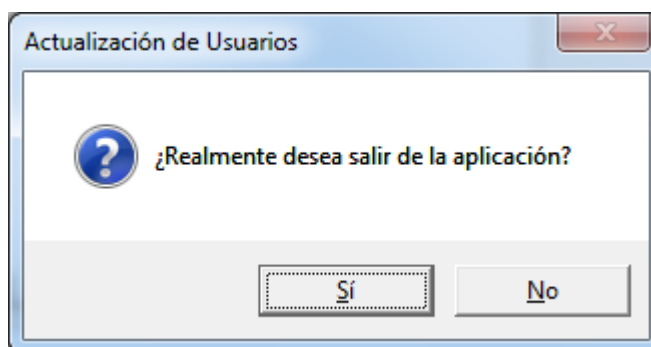 Actualización de Usuarios
¿Realmente desea salir de la aplicación?
Sí
No